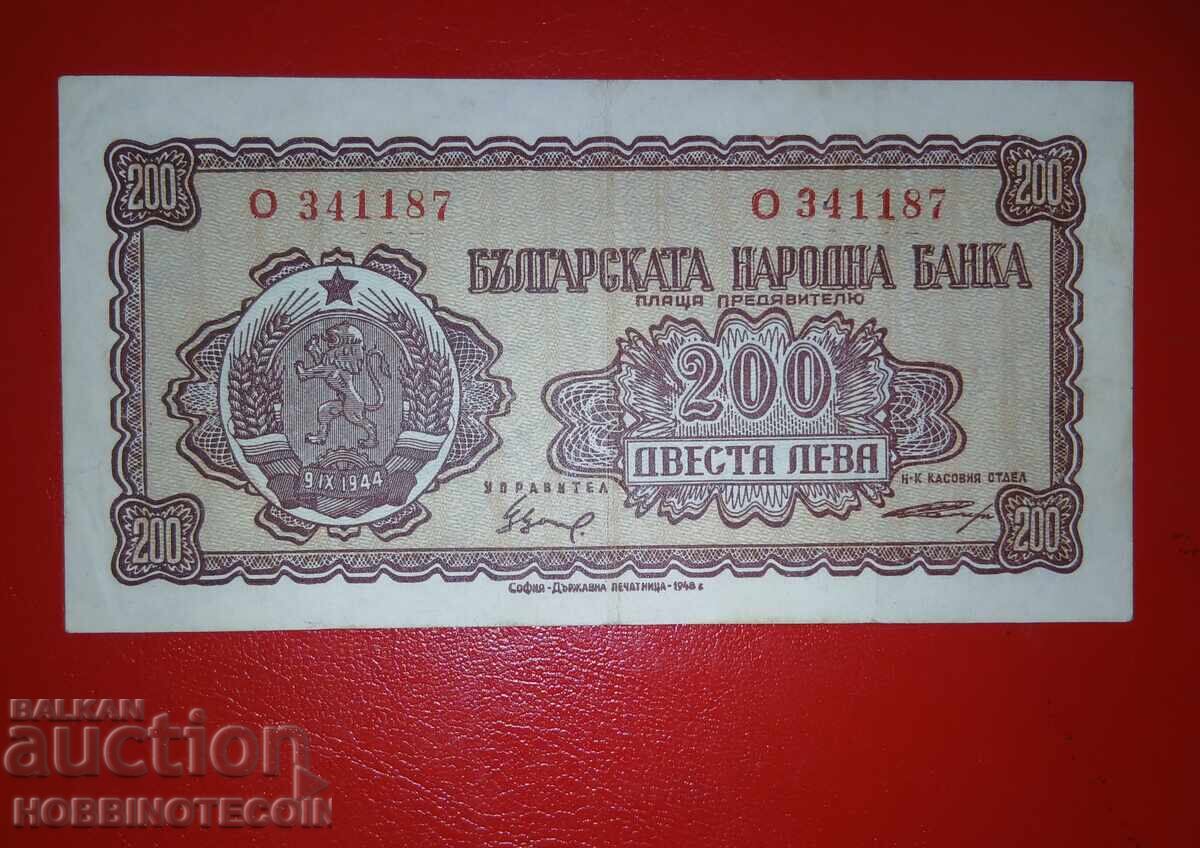 200 200
О 341187 О 341187
БЪЛГАРСКАТА НАРОДНА БАНКА
ПЛАЩА ПРЕДЯВИТЕЛЮ
200
ДВЕСТА ЛЕВА
9 IX 1944
УПРАВИТЕЛ Н-К КАСОВИЯ ОТДЕЛ
200 200
СОФИЯ - ДЪРЖАВНА ПЕЧАТНИЦА - 1948 г.
BALKAN
auction
HOBBINOTECOIN